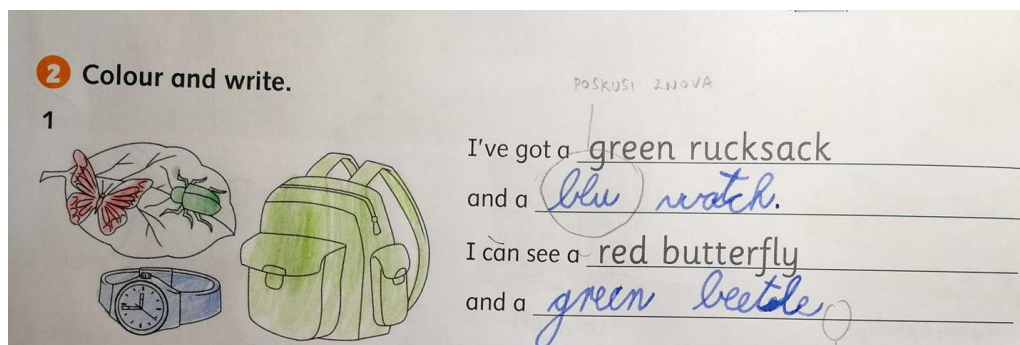 2 Colour and write.
POSKUSI ZNOVA
1
I've got a green rucksack
and a blu watch.
I can see a red butterfly
and a green beetle